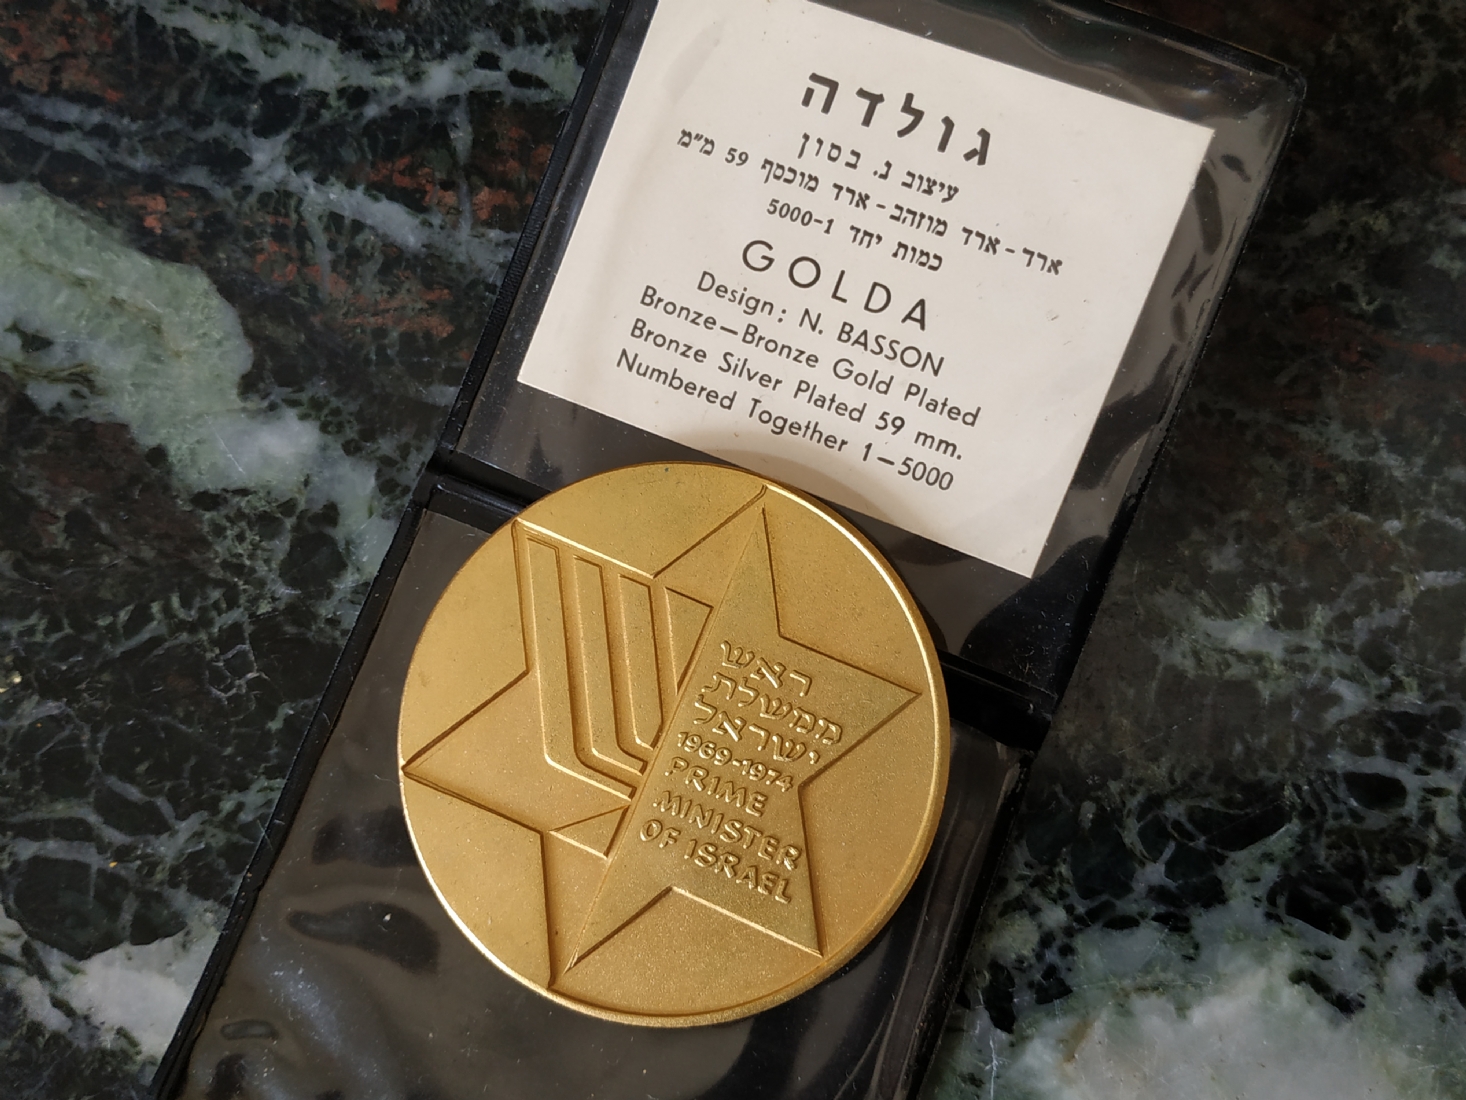 גולדה
עיצוב נ. בסון
ארד - ארד מוזהב - ארד מוכסף 59 מ"מ
כמות יחד 5000-1
GOLDA
Design: N. BASSON
Bronze—Bronze Gold Plated
Bronze Silver Plated 59 mm.
Numbered Together 1—5000
ראש
ממשלת
ישראל
1969-1974
PRIME
MINISTER
OF ISRAEL